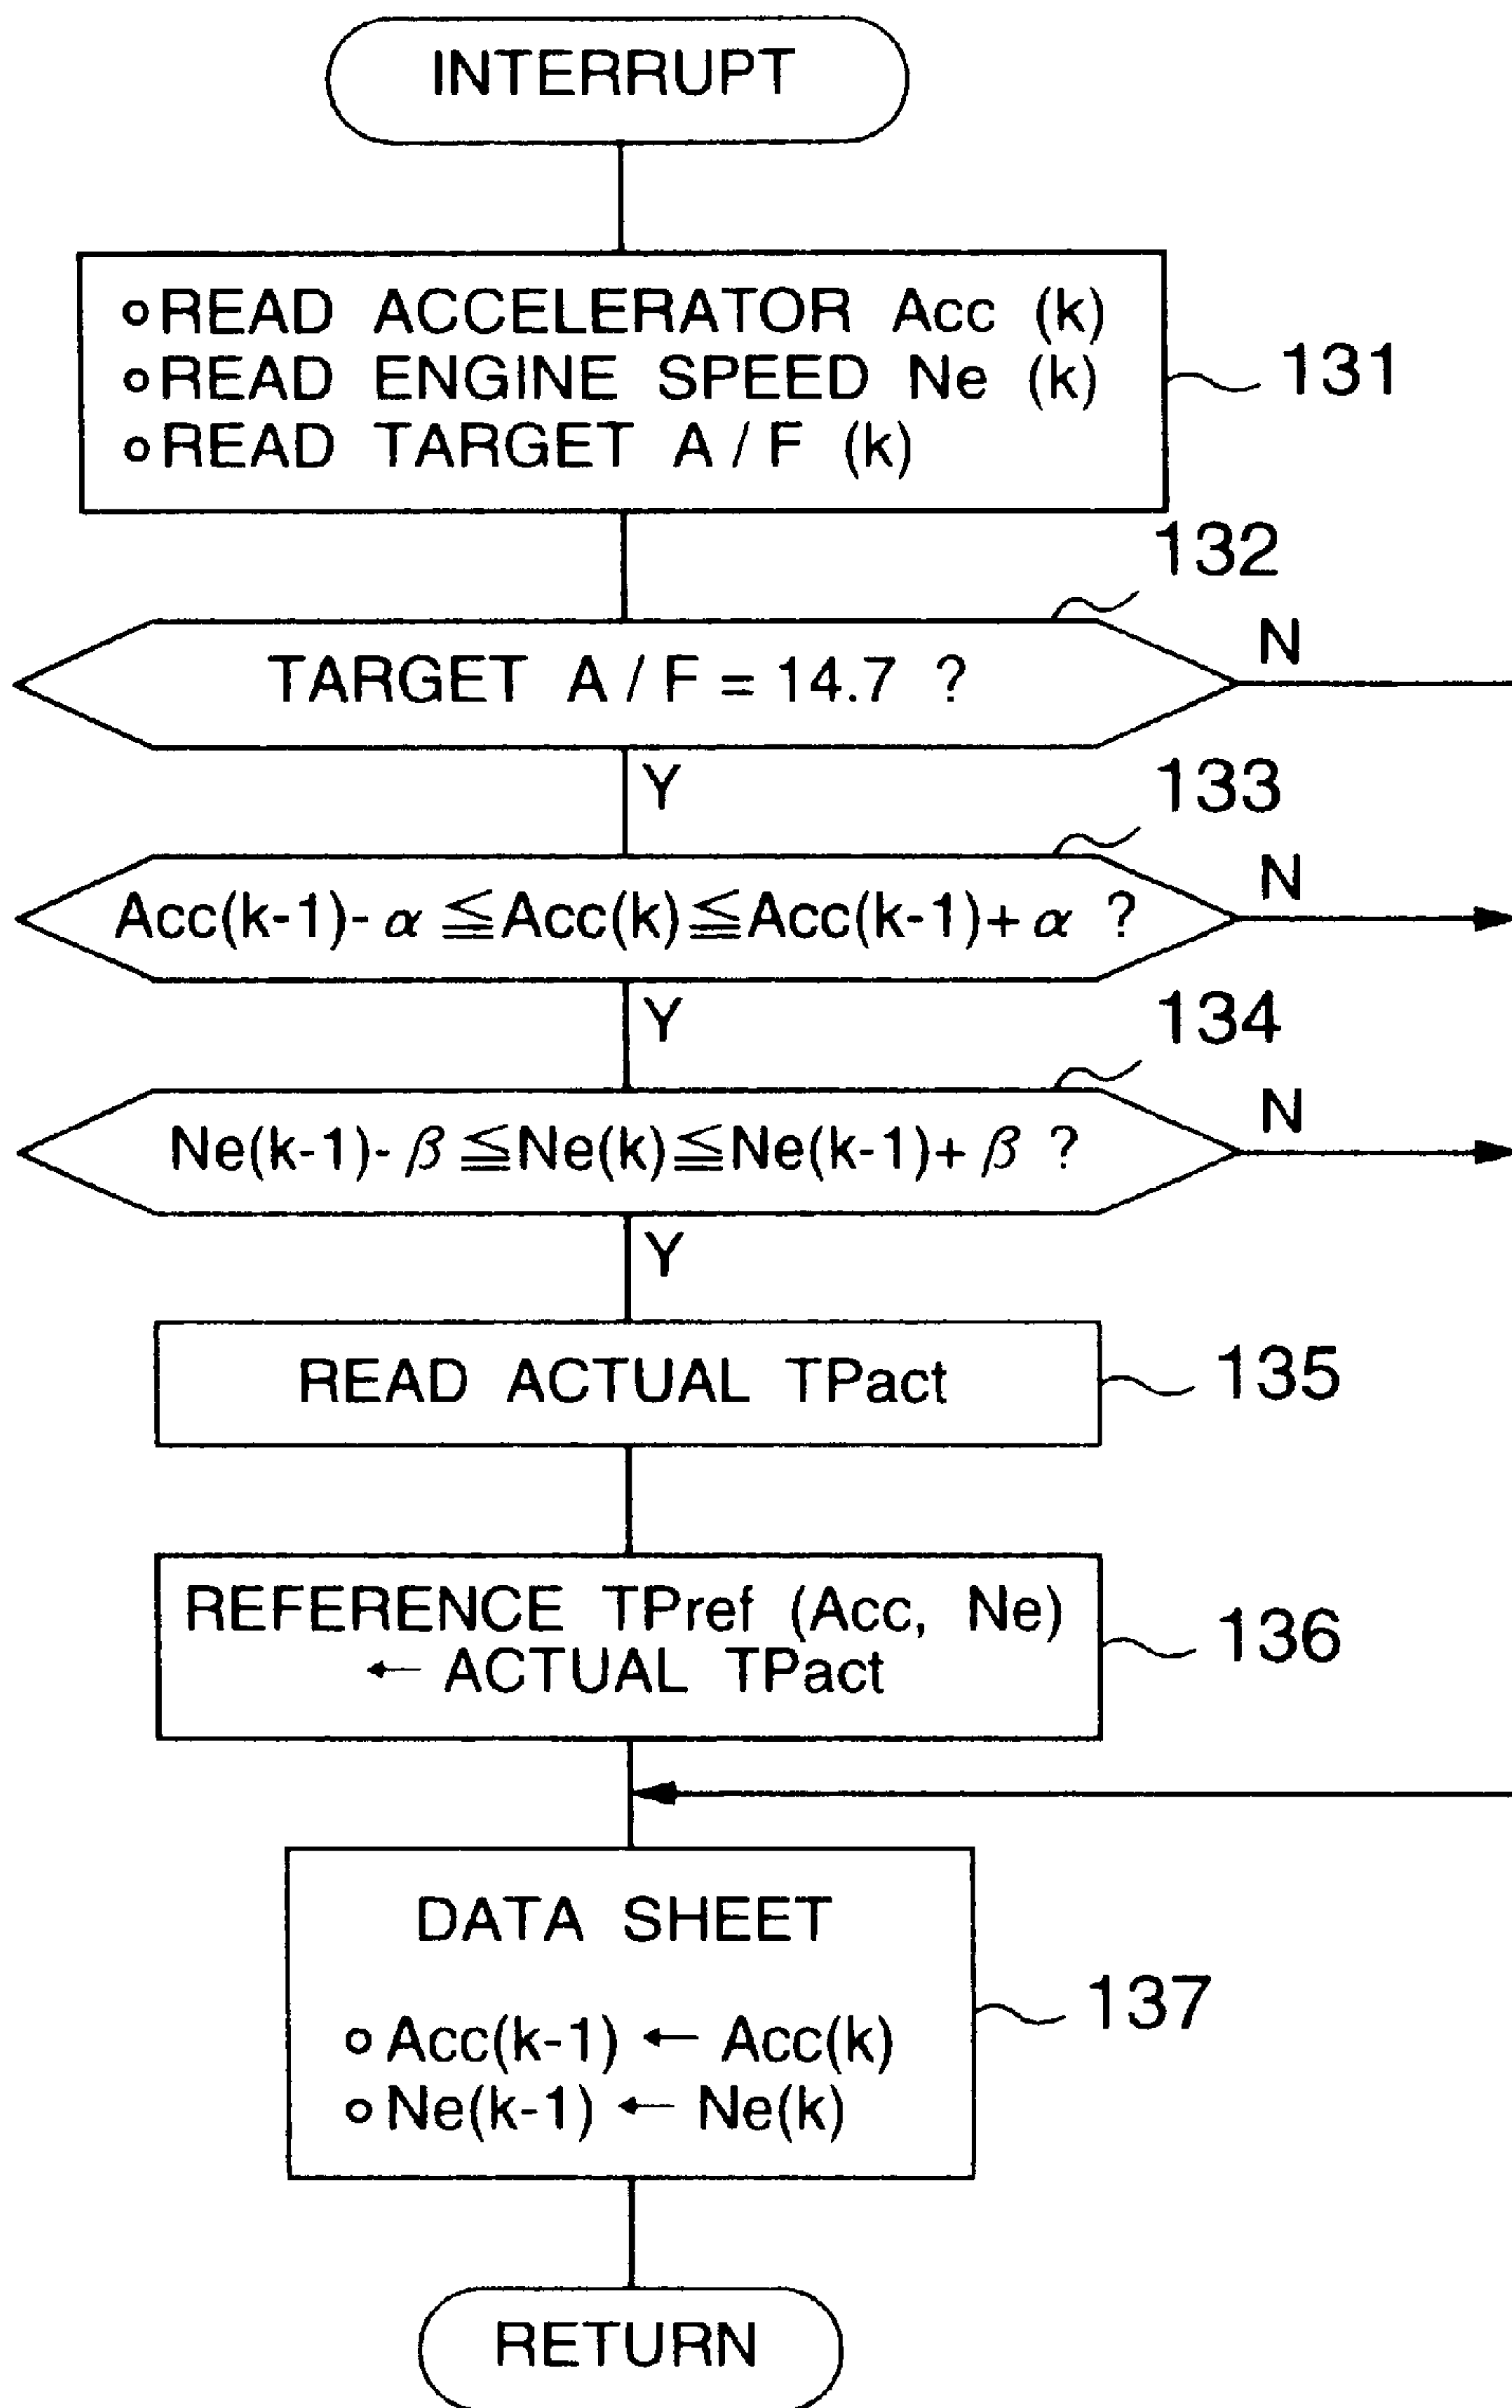 INTERRUPT
○READ ACCELERATOR Acc (k)
○READ ENGINE SPEED Ne (k)
○READ TARGET A / F (k)
131
132
TARGET A / F = 14.7 ?
N
Y
133
Acc(k-1)- α ≦Acc(k)≦Acc(k-1)+ α ?
N
Y
134
Ne(k-1)- β ≦Ne(k)≦Ne(k-1)+ β ?
N
Y
READ ACTUAL TPact
135
REFERENCE TPref (Acc, Ne)
← ACTUAL TPact
136
DATA SHEET
○ Acc(k-1) ← Acc(k)
○ Ne(k-1) ← Ne(k)
137
RETURN